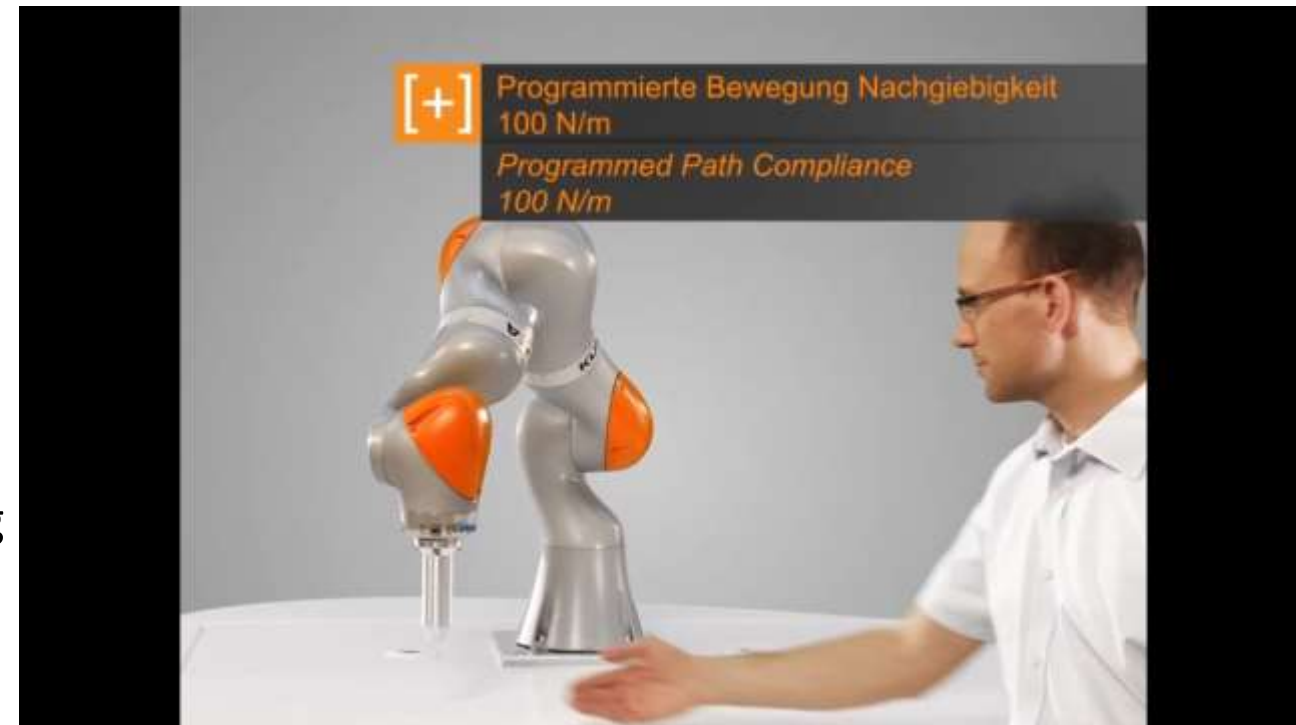 [+]
Programmierte Bewegung Nachgiebigkeit
100 N/m
Programmed Path Compliance
100 N/m